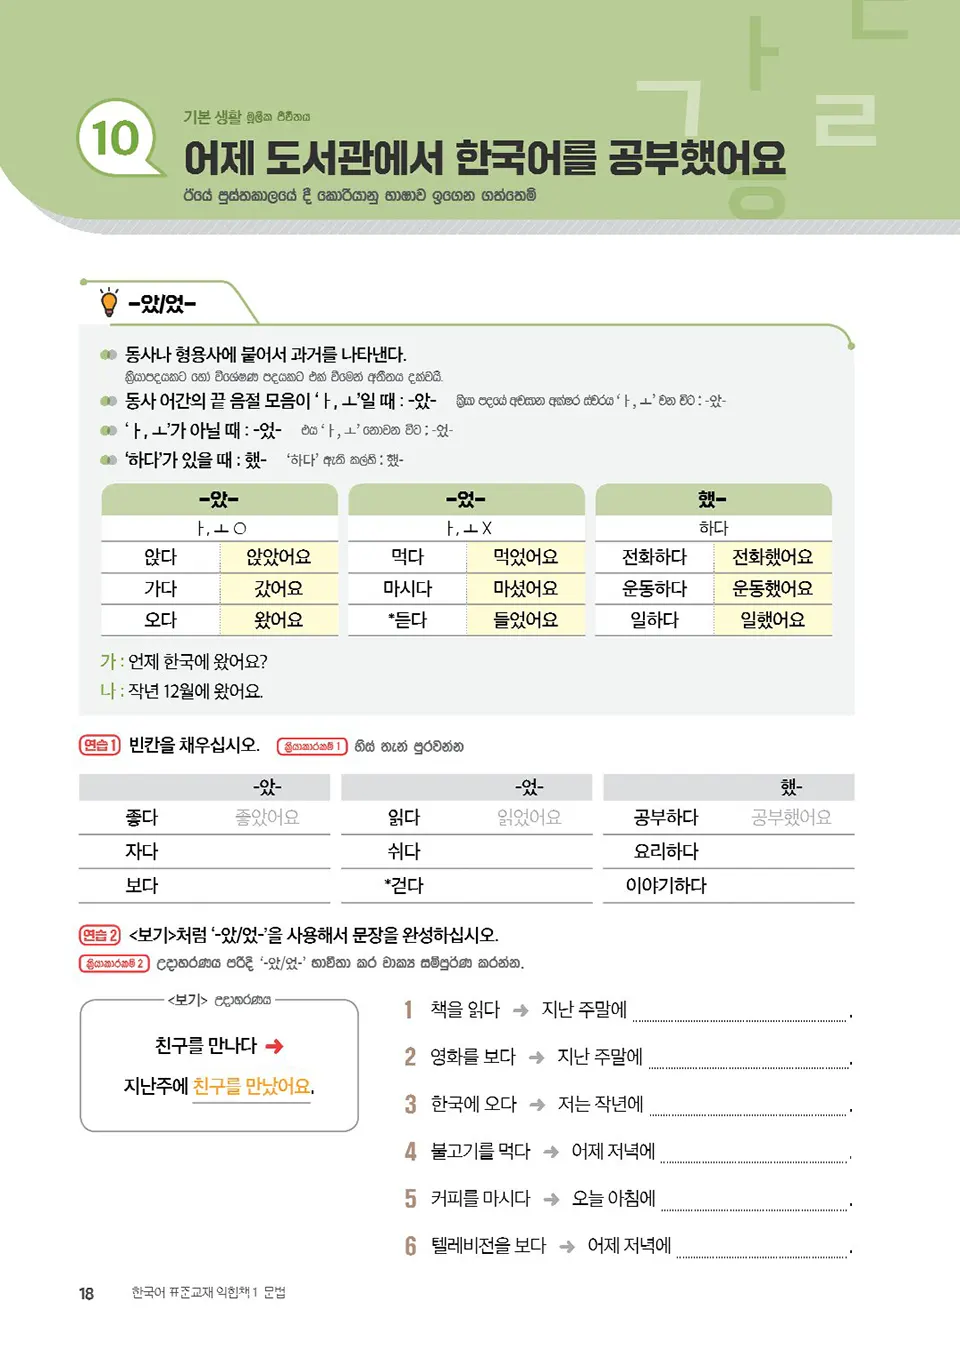 10
기본 생활 මූලික ජීවිතය
어제 도서관에서 한국어를 공부했어요
ඊයේ පුස්තකාලයේ දී කොරියානු භාෂාව ඉගෙන ගත්තෙමි
-았/었-
동사나 형용사에 붙어서 과거를 나타낸다.
ක්‍රියාපදයකට හෝ විශේෂණ පදයකට එක් වීමෙන් අතීතය දක්වයි.
동사 어간의 끝 음절 모음이 ‘ㅏ, ㅗ’일 때 : -았- ක්‍රියා පදයේ අවසාන අක්ෂර ස්වරය ‘ㅏ, ㅗ’ වන විට : -았-
‘ㅏ, ㅗ’가 아닐 때 : -었- එය ‘ㅏ, ㅗ’ නොවන විට : -었-
‘하다’가 있을 때 : 했- ‘하다’ ඇති කල්හි : 했-
-았- -었- 했-
ㅏ, ㅗ O ㅏ, ㅗ X 하다
앉다 앉았어요 먹다 먹었어요 전화하다 전화했어요
가다 갔어요 마시다 마셨어요 운동하다 운동했어요
오다 왔어요 *듣다 들었어요 일하다 일했어요
가 : 언제 한국에 왔어요?
나 : 작년 12월에 왔어요.
연습 1 빈칸을 채우십시오. ක්‍රියාකාරකම් 1 හිස් තැන් පුරවන්න
-았- -었- 했-
좋다 좋았어요 읽다 읽었어요 공부하다 공부했어요
자다 쉬다 요리하다
보다 *걷다 이야기하다
연습 2 <보기>처럼 ‘-았/었-’을 사용해서 문장을 완성하십시오.
ක්‍රියාකාරකම් 2 උදාහරණය පරිදි ‘-았/었-’ භාවිතා කර වාක්‍ය සම්පූර්ණ කරන්න.
<보기> උදාහරණය
친구를 만나다 ➜
지난주에 친구를 만났어요.
1 책을 읽다 ➜ 지난 주말에 .
2 영화를 보다 ➜ 지난 주말에 .
3 한국에 오다 ➜ 저는 작년에 .
4 불고기를 먹다 ➜ 어제 저녁에 .
5 커피를 마시다 ➜ 오늘 아침에 .
6 텔레비전을 보다 ➜ 어제 저녁에 .
18 한국어 표준교재 익힘책 1 문법